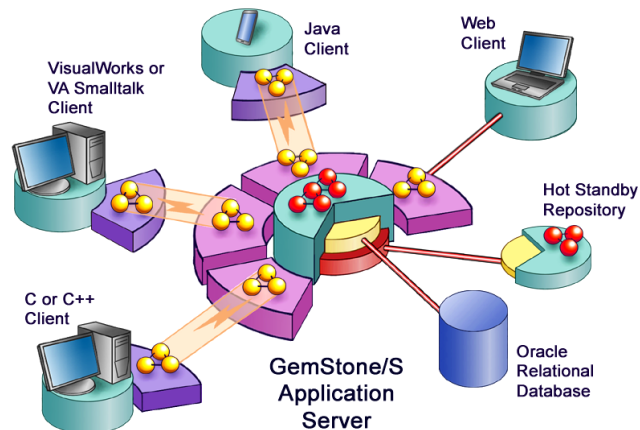 Java
Client
Web
Client
VisualWorks or
VA Smalltalk
Client
Hot Standby
Repository
C or C++
Client
GemStone/S
Application
Server
Oracle
Relational
Database